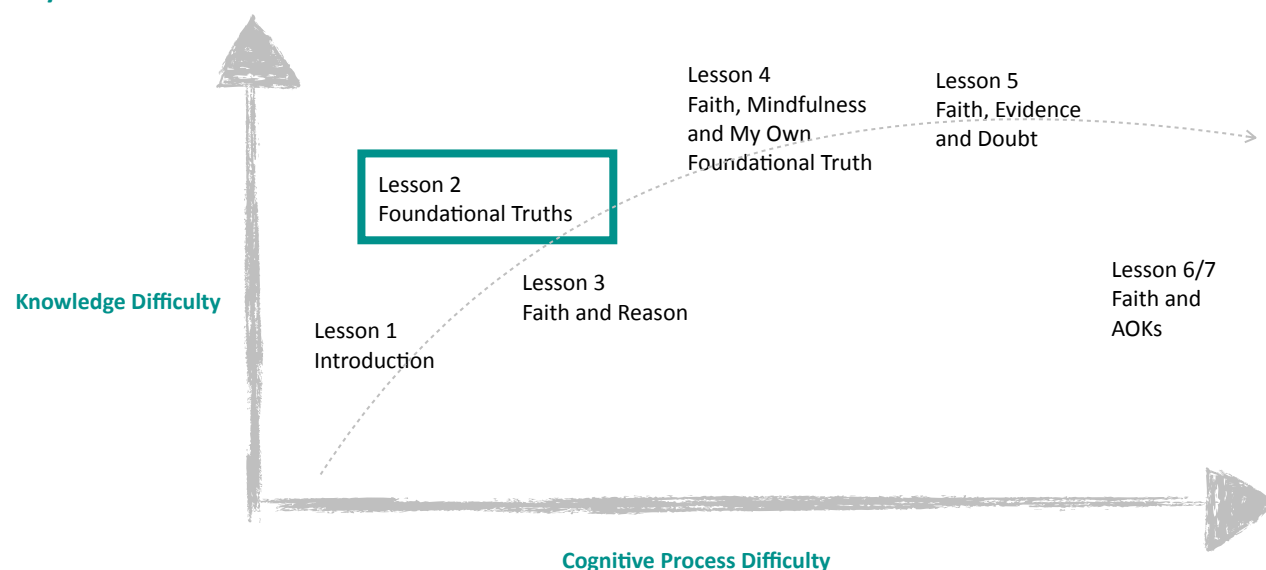 Lesson 4
Faith, Mindfulness
and My Own
Foundational Truth
Lesson 5
Faith, Evidence
and Doubt
Lesson 2
Foundational Truths
Lesson 3
Faith and Reason
Lesson 6/7
Faith and
AOKs
Knowledge Difficulty
Lesson 1
Introduction
Cognitive Process Difficulty